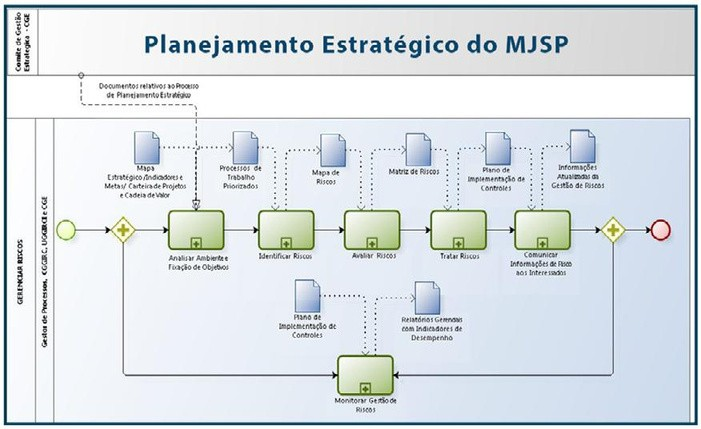 Comitê de Gestão
Estratégica - CGE
Planejamento Estratégico do MJSP
Documentos relativos ao Processo
de Planejamento Estratégico
GERENCIAR RISCOS
Gestor de Processos, CGGIRC, UGGIRC's e CGE
Mapa
Estratégico/Indicadores e
Metas/ Carteira de Projetos
e Cadeia de Valor
Processos de
Trabalho
Priorizados
Mapa de
Riscos
Matriz de Riscos
Plano de
Implementação de
Controles
Informações
Atualizadas da
Gestão de Riscos
Analisar Ambiente e
Fixação de Objetivos
Identificar Riscos
Avaliar Riscos
Tratar Riscos
Comunicar
Informações de Risco
aos Interessados
Plano de
Implementação de
Controles
Relatórios Gerenciais
com Indicadores de
Desempenho
Monitorar Gestão de
Riscos